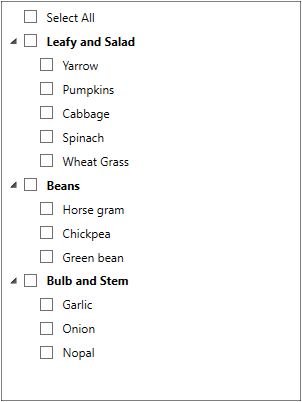 Select All
Leafy and Salad
Yarrow
Pumpkins
Cabbage
Spinach
Wheat Grass
Beans
Horse gram
Chickpea
Green bean
Bulb and Stem
Garlic
Onion
Nopal